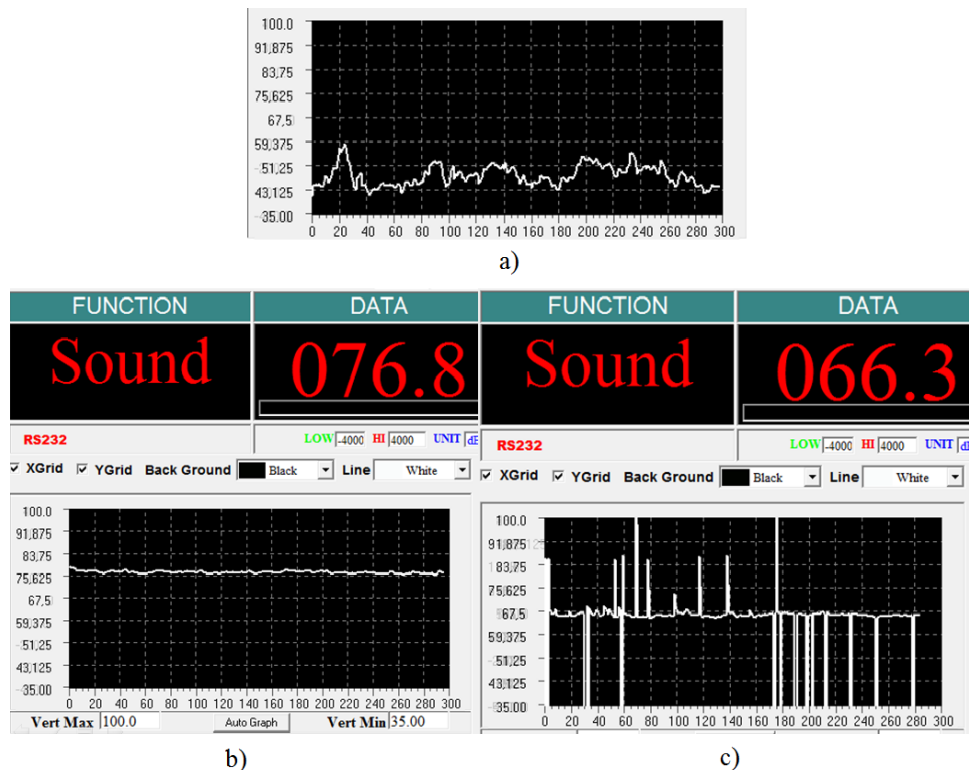 100.0
91,875
83,75
75,625
67,5
59,375
51,25
43,125
35.00
0 20 40 60 80 100 120 140 160 180 200 220 240 260 280 300
a)
FUNCTION DATA
Sound 076.8
RS232 LOW -4000 HI 4000 UNIT
XGrid YGrid Back Ground Black Line White
100.0
91,875
83,75
75,625
67,5
59,375
51,25
43,125
35.00
0 20 40 60 80 100 120 140 160 180 200 220 240 260 280 300
Vert Max 100.0 Auto Graph Vert Min 35.00
b)
FUNCTION DATA
Sound 066.3
RS232 LOW -4000 HI 4000 UNIT
XGrid YGrid Back Ground Black Line White
100.0
91,875
83,75
75,625
67,5
59,375
51,25
43,125
35.00
0 20 40 60 80 100 120 140 160 180 200 220 240 260 280 300
c)